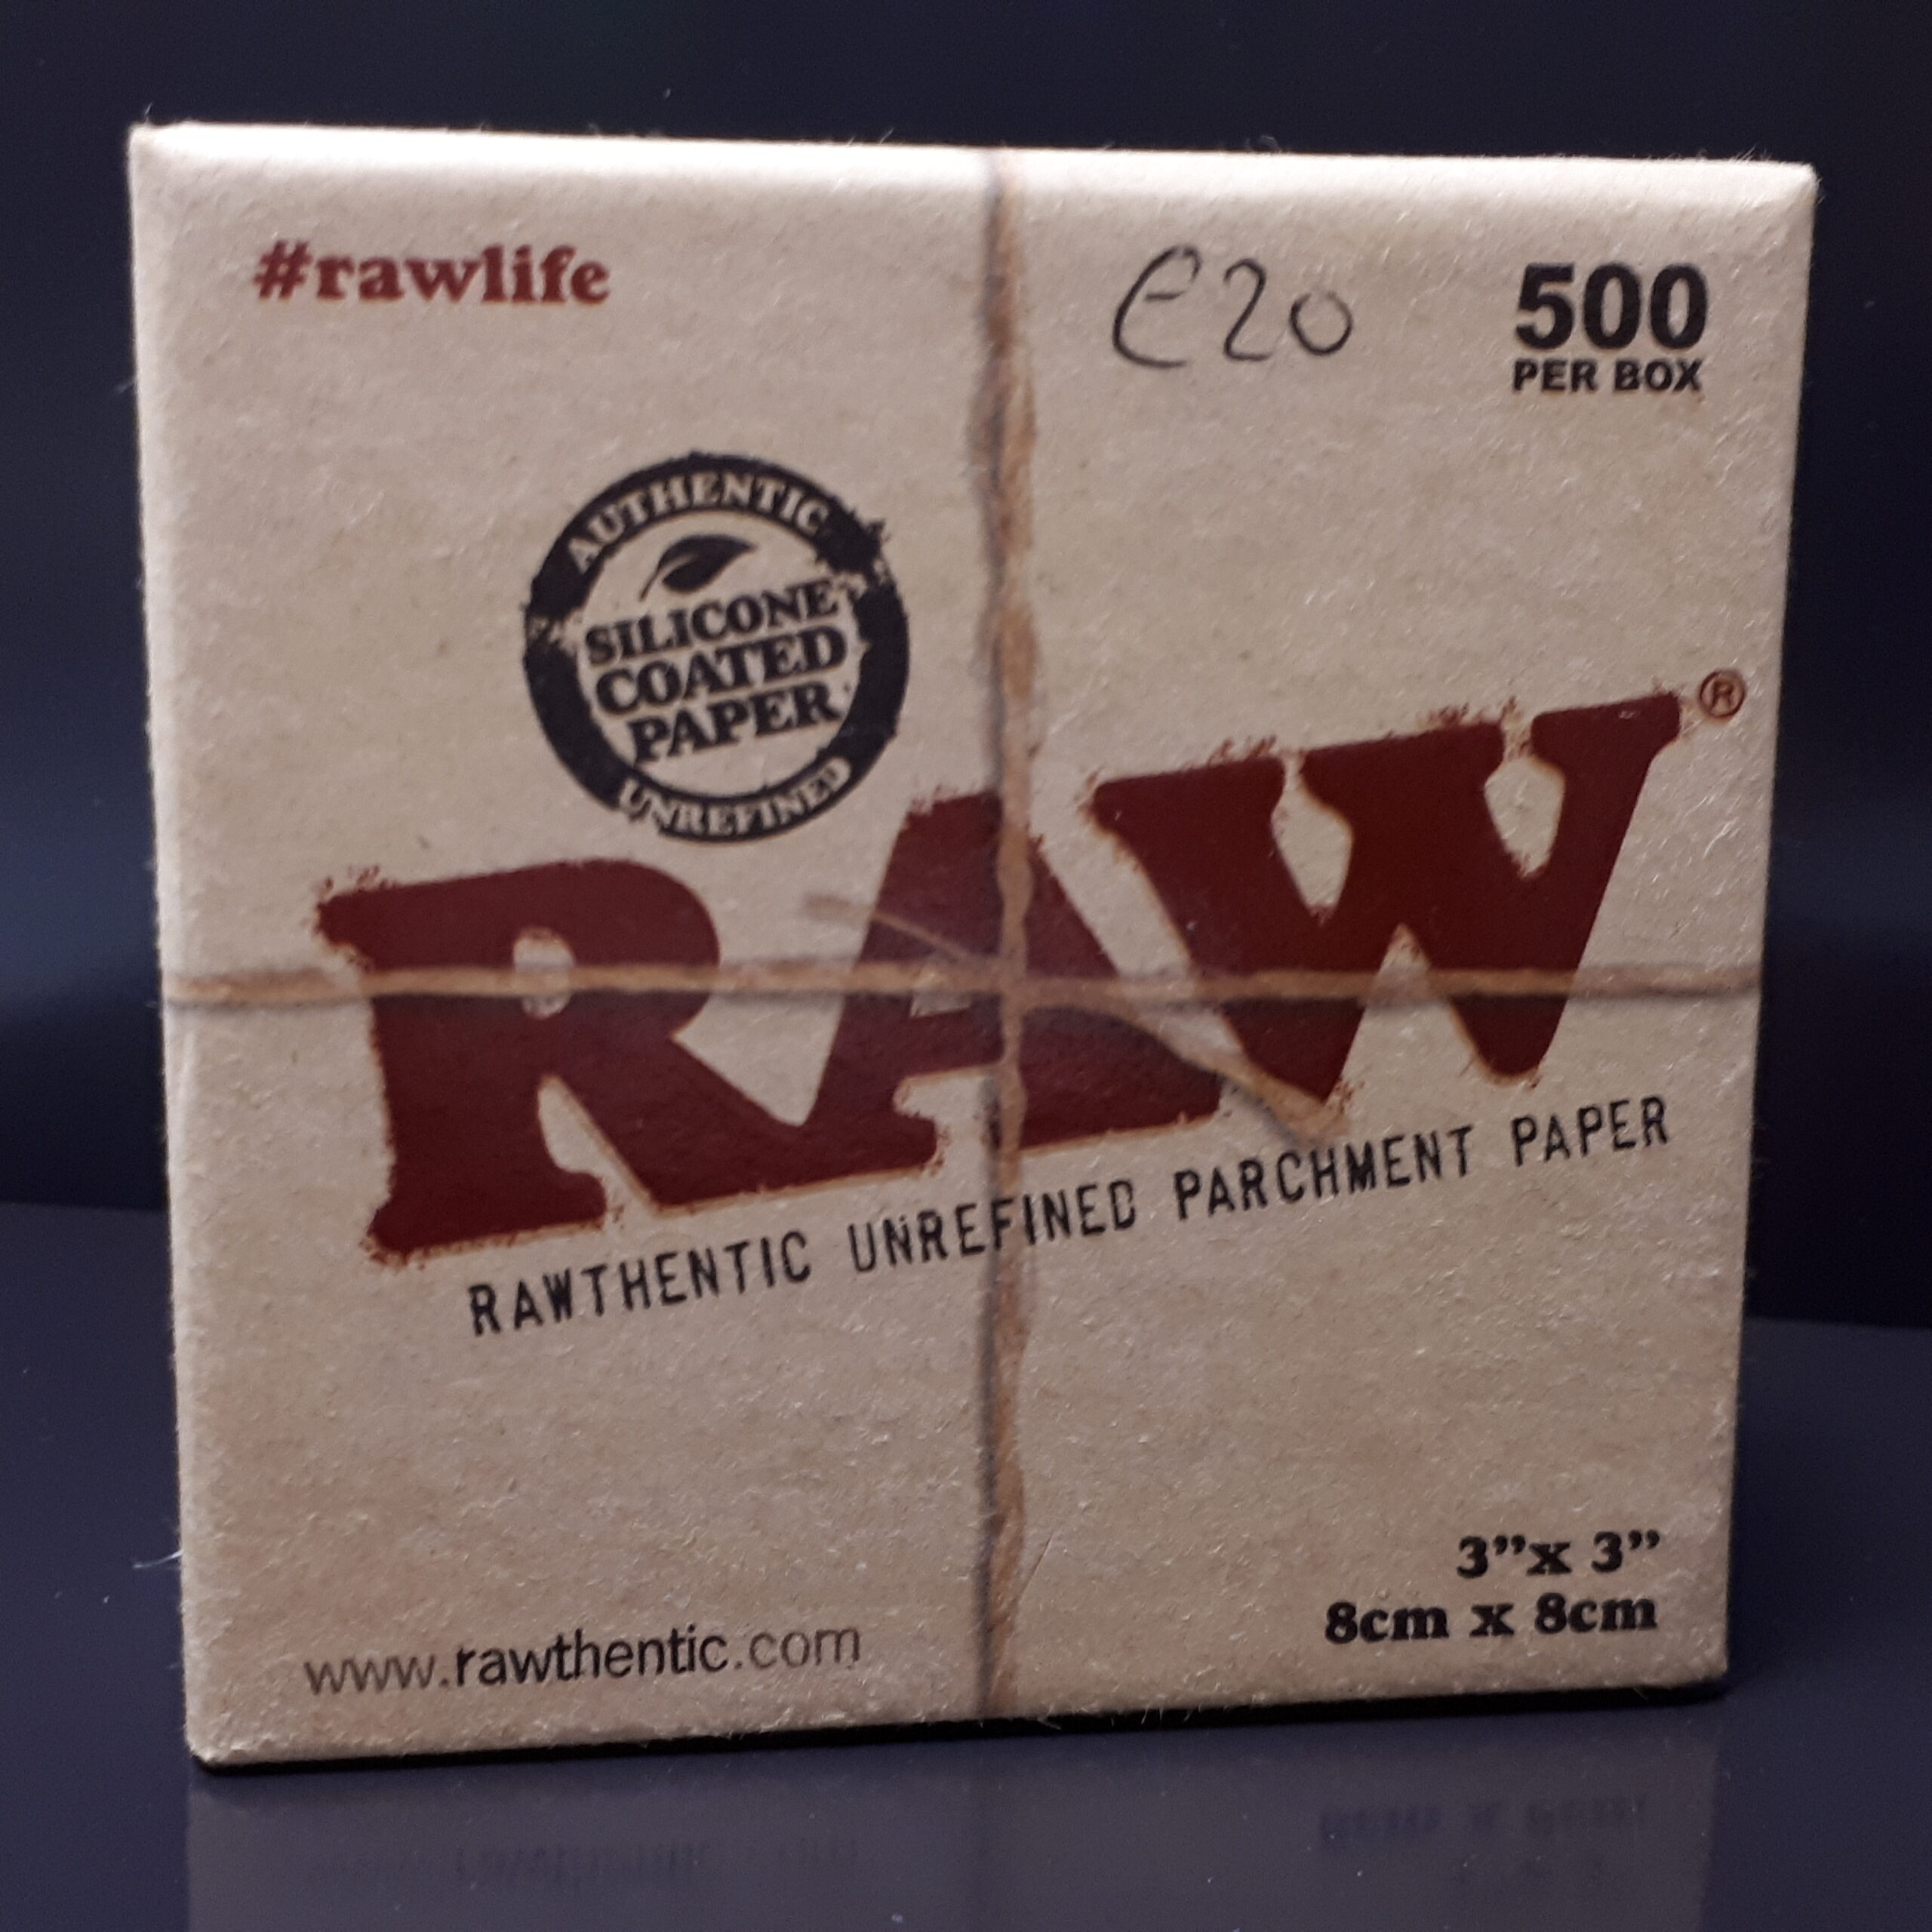 #rawlife
€20
500
PER BOX
AUTHENTIC
SILICONE
COATED
PAPER
UNREFINED
RAW®
RAWTHENTIC UNREFINED PARCHMENT PAPER
3”x 3”
8cm x 8cm
www.rawthentic.com